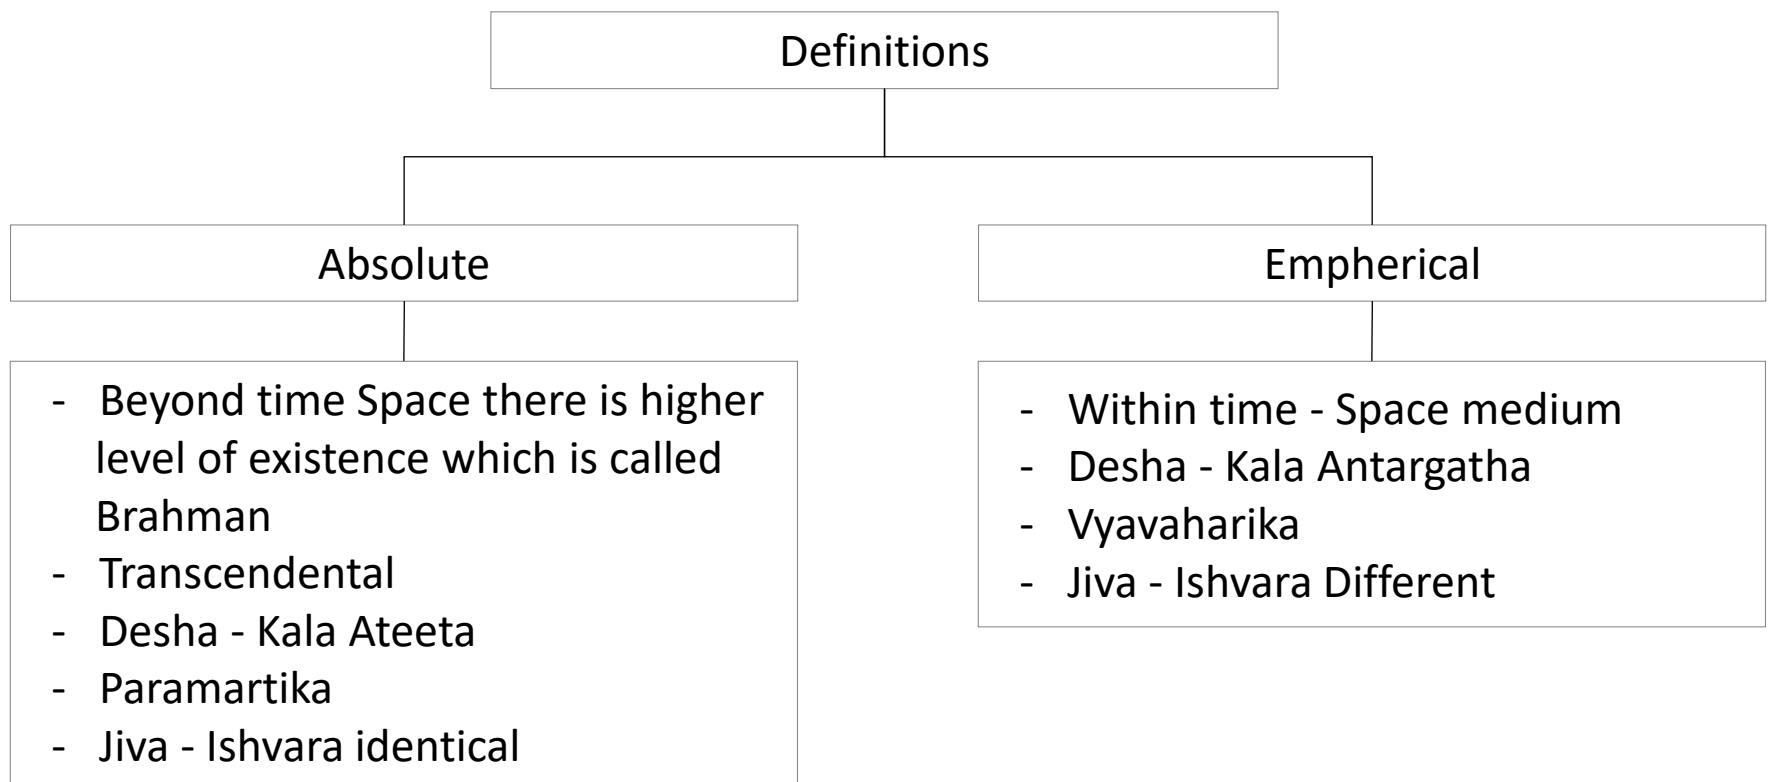 Definitions
Absolute
Empherical
- Beyond time Space there is higher
level of existence which is called
Brahman
- Transcendental
- Desha - Kala Ateeta
- Paramartika
- Jiva - Ishvara identical
- Within time - Space medium
- Desha - Kala Antargatha
- Vyavaharika
- Jiva - Ishvara Different